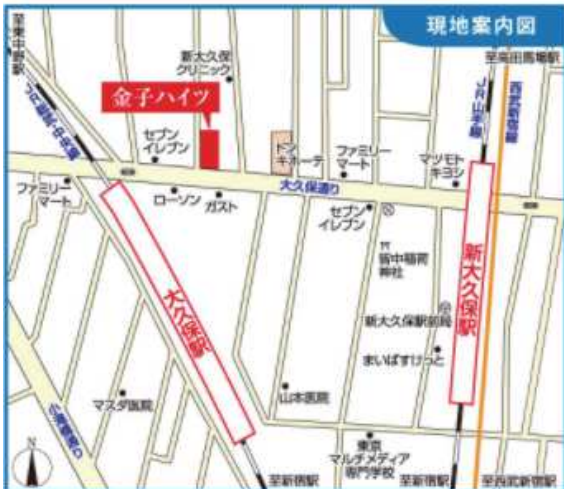 現地案内図
至東中野駅
新大久保
クリニック
至高田馬場駅
金子ハイツ
JR総武・中央線
JR山手線
西武新宿線
セブン
イレブン
ドン
キホーテ
ファミリー
マート
マツモト
キヨシ
ファミリー
マート
ローソン
ガスト
大久保通り
セブン
イレブン
皆中稲荷
神社
大久保駅
新大久保駅
新大久保駅前局
まいばすけっと
マスダ医院
山本医院
小滝橋通り
東京
マルチメディア
専門学校
N
至新宿駅
至新宿駅
至西武新宿駅